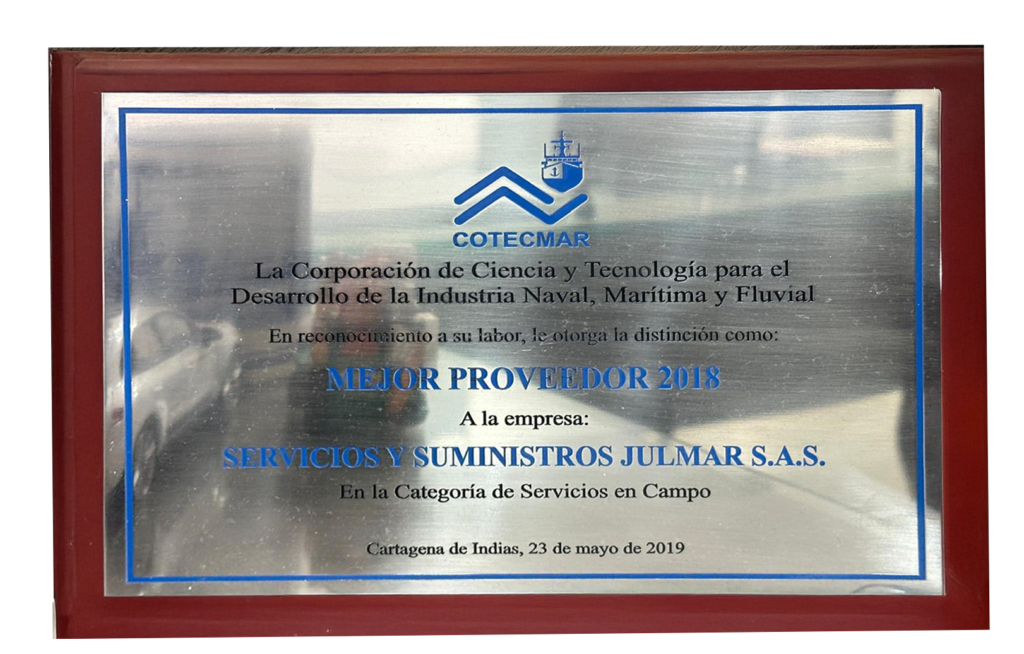 COTECMAR
La Corporación de Ciencia y Tecnología para el
Desarrollo de la Industria Naval, Marítima y Fluvial
En reconocimiento a su labor, le otorga la distinción como:
MEJOR PROVEEDOR 2018
A la empresa:
SERVICIOS Y SUMINISTROS JULMAR S.A.S.
En la Categoría de Servicios en Campo
Cartagena de Indias, 23 de mayo de 2019